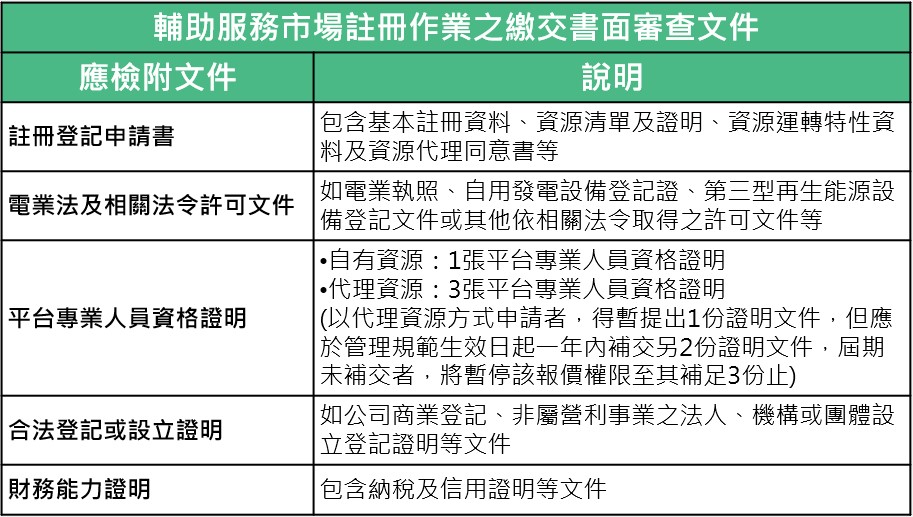 輔助服務市場註冊作業之繳交書面審查文件
應檢附文件
說明
註冊登記申請書
包含基本註冊資料、資源清單及證明、資源運轉特性資
料及資源代理同意書等
電業法及相關法令許可文件
如電業執照、自用發電設備登記證、第三型再生能源設
備登記文件或其他依相關法令取得之許可文件等
平台專業人員資格證明
•自有資源：1張平台專業人員資格證明
•代理資源：3張平台專業人員資格證明
(以代理資源方式申請者，得暫提出1份證明文件，但應
於管理規範生效日起一年內補交另2份證明文件，屆期
未補交者，將暫停該報價權限至其補足3份止)
合法登記或設立證明
如公司商業登記、非屬營利事業之法人、機構或團體設
立登記證明等文件
財務能力證明
包含納稅及信用證明等文件